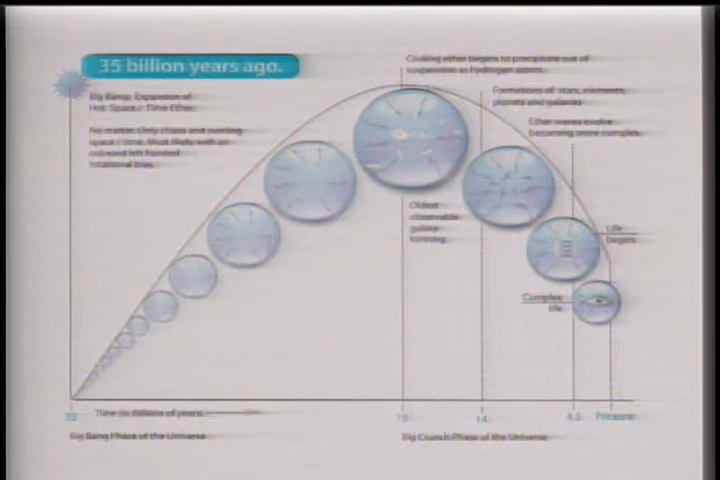 35 billion years ago.
Cooling ether begins to precipitate out of
suspension as Hydrogen atoms.
Big Bang: Expansion of
Hot Space / Time Ether.
Formations of stars, elements,
planets and galaxies
No matter. Only chaos and swirling
space / time. Most likely with an
outward left handed
rotational bias.
Ether waves evolve
becoming more complex.
Oldest
observable
galaxy
forming.
Life
begins
Complex
life
35
14
4.5
Present
Time (in Billions of years)
Big Bang Phase of the Universe
Big Crunch Phase of the Universe